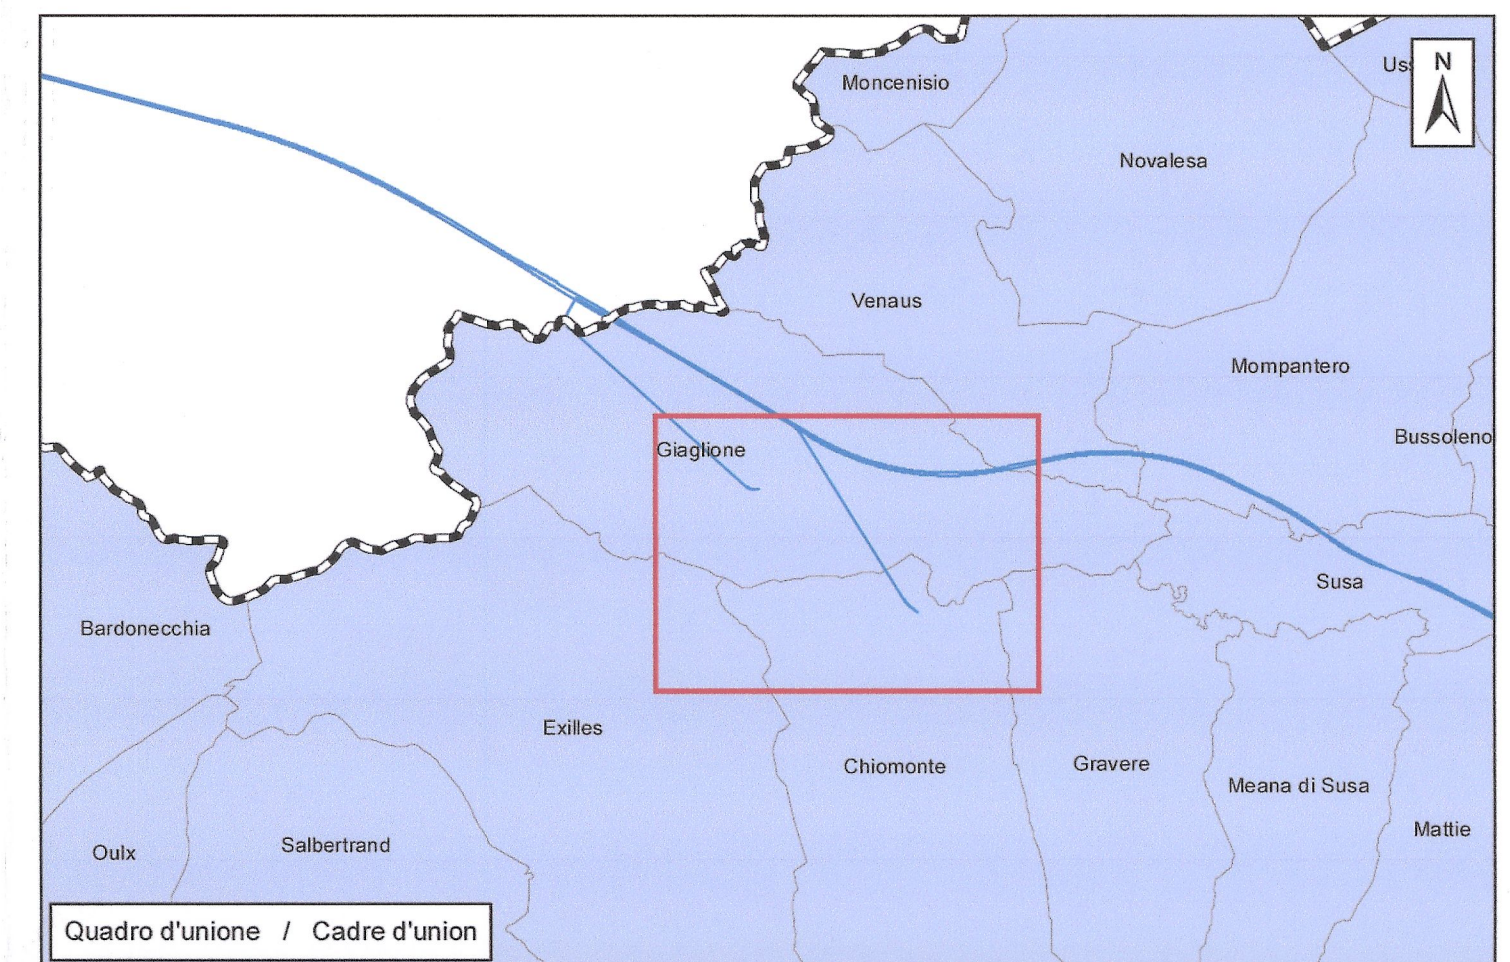 Moncenisio
N
Novalesa
Venaus
Mompantero
Bussoleno
Giaglione
Susa
Bardonecchia
Exilles
Chiomonte
Gravere
Meana di Susa
Mattie
Salbertrand
Oulx
Quadro d'unione / Cadre d'union